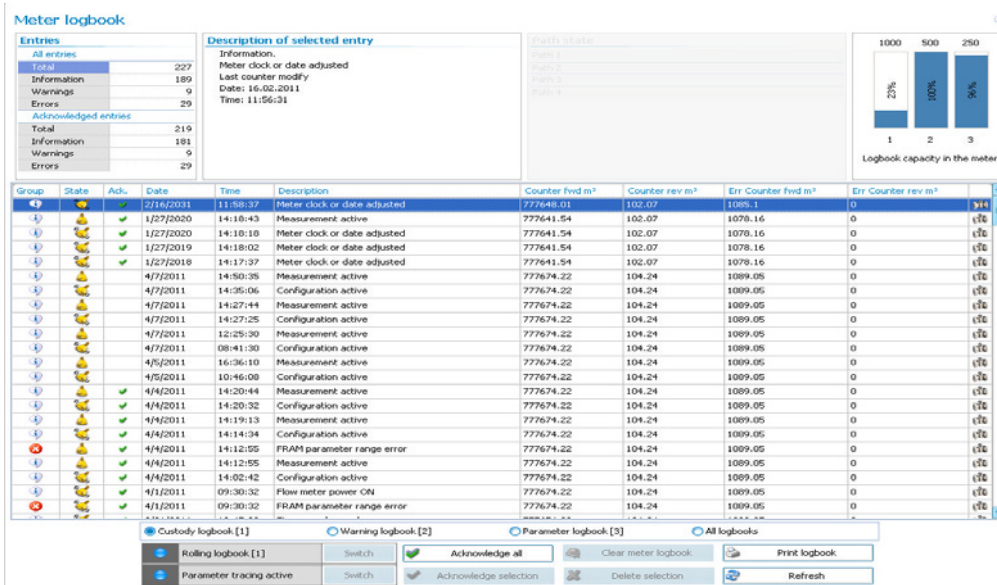 Meter logbook
Entries
All entries
Total 227
Information 189
Warnings 9
Errors 29
Acknowledged entries
Total 219
Information 181
Warnings 9
Errors 29
Description of selected entry
Information.
Meter clock or date adjusted
Last counter modify
Date: 16.02.2011
Time: 11:56:31
Path state
Path 1
Path 2
Path 3
Path 4
1000 500 250
23% 100% 96%
1 2 3
Logbook capacity in the meter
Group State Ack. Date Time Description Counter fwd m³ Counter rev m³ Err Counter fwd m³ Err Counter rev m³
2/16/2031 11:58:37 Meter clock or date adjusted 777648.01 102.07 1085.1 0
1/27/2020 14:18:43 Measurement active 777641.54 102.07 1078.16 0
1/27/2020 14:18:18 Meter clock or date adjusted 777641.54 102.07 1078.16 0
1/27/2019 14:18:02 Meter clock or date adjusted 777641.54 102.07 1078.16 0
1/27/2018 14:17:37 Meter clock or date adjusted 777641.54 102.07 1078.16 0
4/7/2011 14:50:35 Measurement active 777674.22 104.24 1089.05 0
4/7/2011 14:35:06 Configuration active 777674.22 104.24 1089.05 0
4/7/2011 14:27:44 Measurement active 777674.22 104.24 1089.05 0
4/7/2011 14:27:25 Configuration active 777674.22 104.24 1089.05 0
4/7/2011 12:25:30 Measurement active 777674.22 104.24 1089.05 0
4/7/2011 08:41:30 Configuration active 777674.22 104.24 1089.05 0
4/5/2011 16:36:10 Measurement active 777674.22 104.24 1089.05 0
4/5/2011 10:46:08 Configuration active 777674.22 104.24 1089.05 0
4/4/2011 14:20:44 Measurement active 777674.22 104.24 1089.05 0
4/4/2011 14:20:32 Configuration active 777674.22 104.24 1089.05 0
4/4/2011 14:19:13 Measurement active 777674.22 104.24 1089.05 0
4/4/2011 14:14:34 Configuration active 777674.22 104.24 1089.05 0
4/4/2011 14:12:55 FRAM parameter range error 777674.22 104.24 1089.05 0
4/4/2011 14:12:55 Measurement active 777674.22 104.24 1089.05 0
4/4/2011 14:02:42 Configuration active 777674.22 104.24 1089.05 0
4/1/2011 09:30:32 Flow meter power ON 777674.22 104.24 1089.05 0
4/1/2011 09:30:32 FRAM parameter range error 777674.22 104.24 1089.05 0
Custody logbook [1] Warning logbook [2] Parameter logbook [3] All logbooks
Rolling logbook [1] Switch Acknowledge all Clear meter logbook Print logbook
Parameter tracing active Switch Acknowledge selection Delete selection Refresh